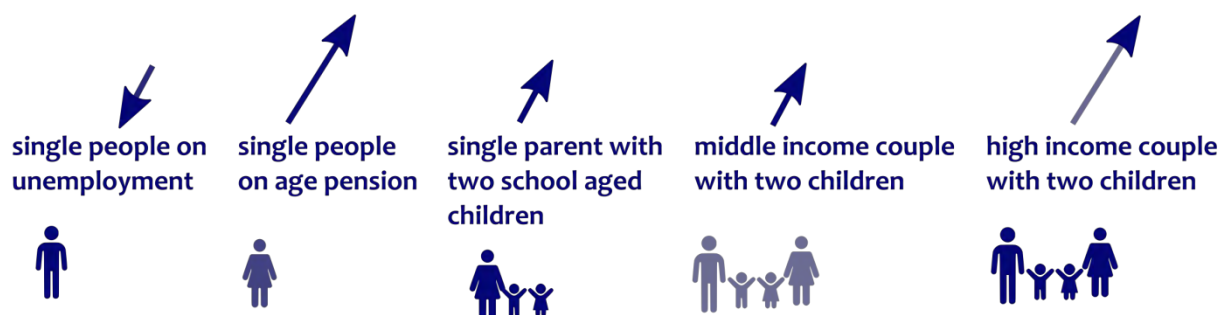 single people on
unemployment
single people
on age pension
single parent with
two school aged
children
middle income couple
with two children
high income couple
with two children